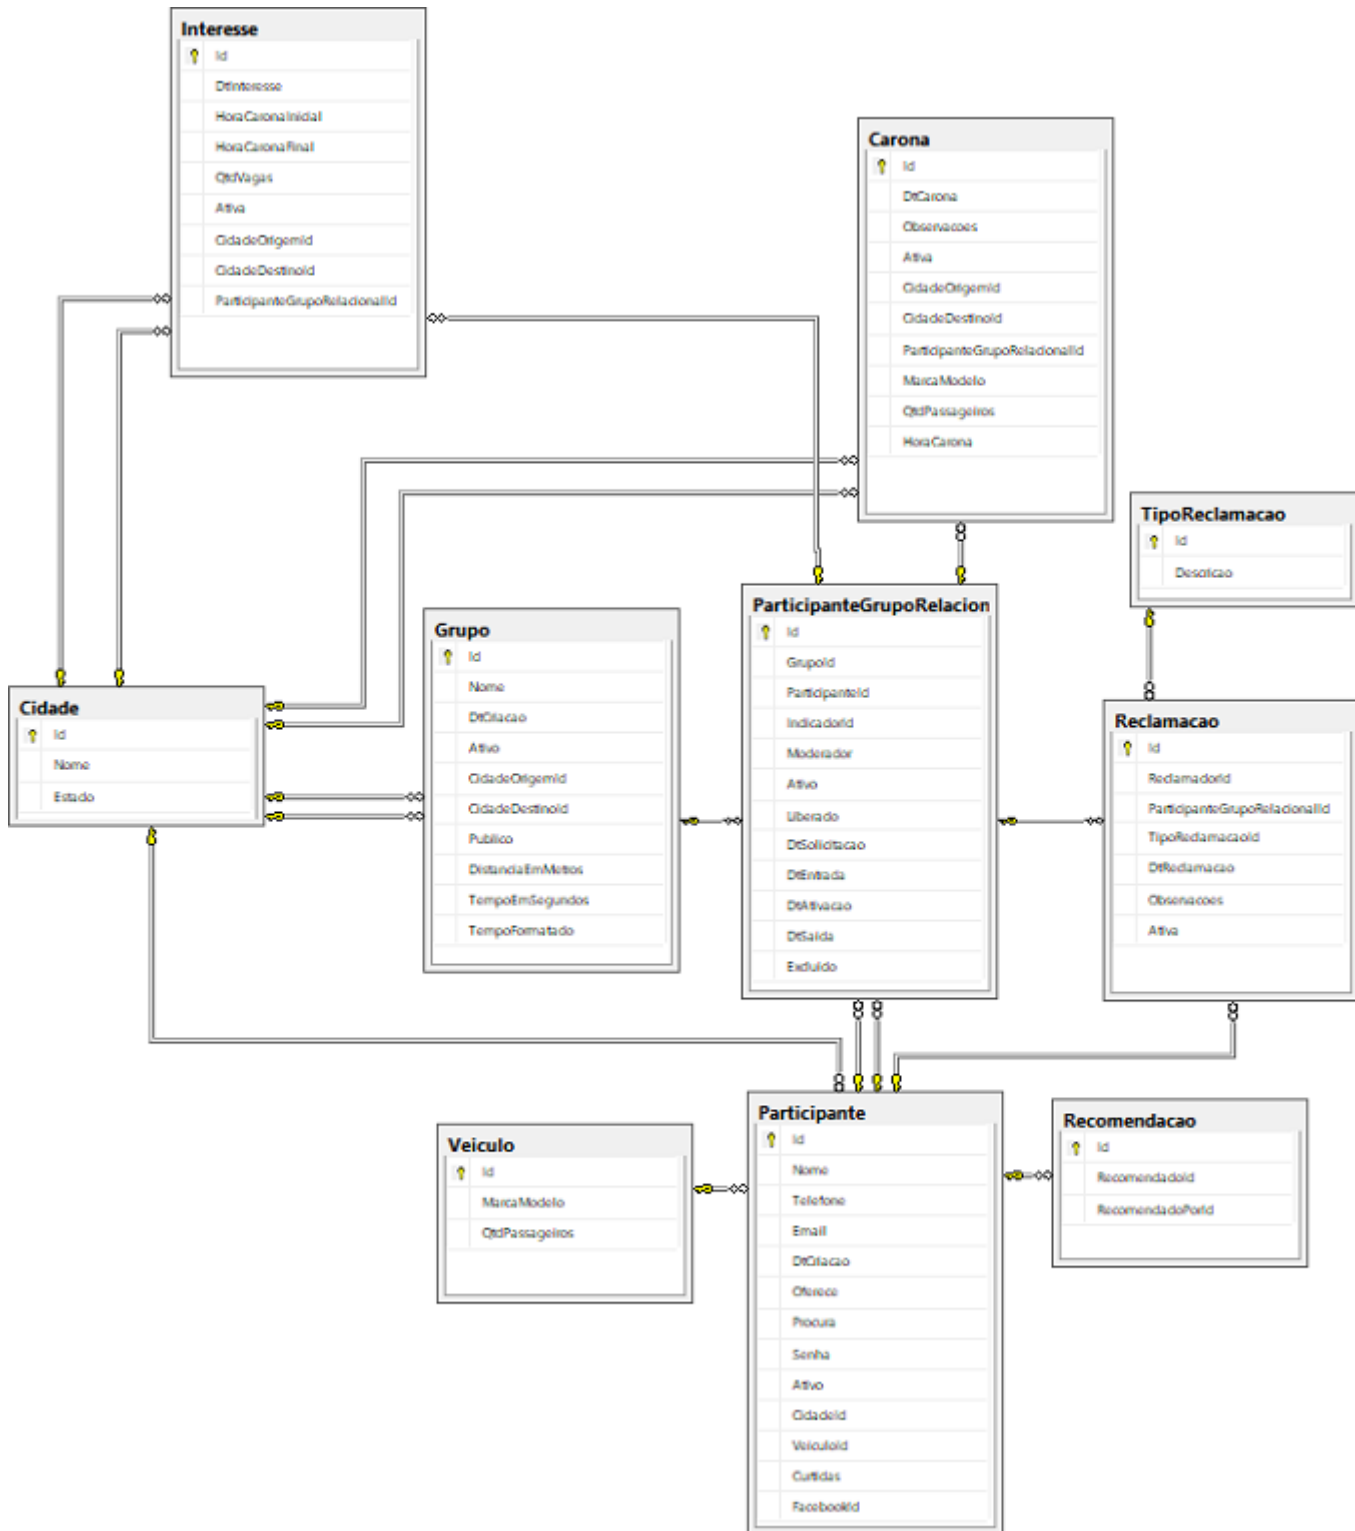 Interesse
Id
DtInteresse
HoraCaronaInicial
HoraCaronaFinal
QtdVagas
Ativa
CidadeOrigemId
CidadeDestinoId
ParticipanteGrupoRelacionalId
Carona
Id
DtCarona
Observacoes
Ativa
CidadeOrigemId
CidadeDestinoId
ParticipanteGrupoRelacionalId
MarcaModelo
QtdPassageiros
HoraCarona
TipoReclamacao
Id
Descricao
Cidade
Id
Nome
Estado
Grupo
Id
Nome
DtCriacao
Ativo
CidadeOrigemId
CidadeDestinoId
Publico
DistanciaEmMetros
TempoEmSegundos
TempoFormatado
ParticipanteGrupoRelacion
Id
GrupoId
ParticipanteId
IndicadorId
Moderador
Ativo
Liberado
DtSolicitacao
DtEntrada
DtAtivacao
DtSaida
Excluido
Reclamacao
Id
ReclamadorId
ParticipanteGrupoRelacionalId
TipoReclamacaoId
DtReclamacao
Observacoes
Ativa
Veiculo
Id
MarcaModelo
QtdPassageiros
Participante
Id
Nome
Telefone
Email
DtCriacao
Oferece
Procura
Senha
Ativo
CidadeId
VeiculoId
Curtidas
FacebookId
Recomendacao
Id
RecomendadoId
RecomendadoPorId